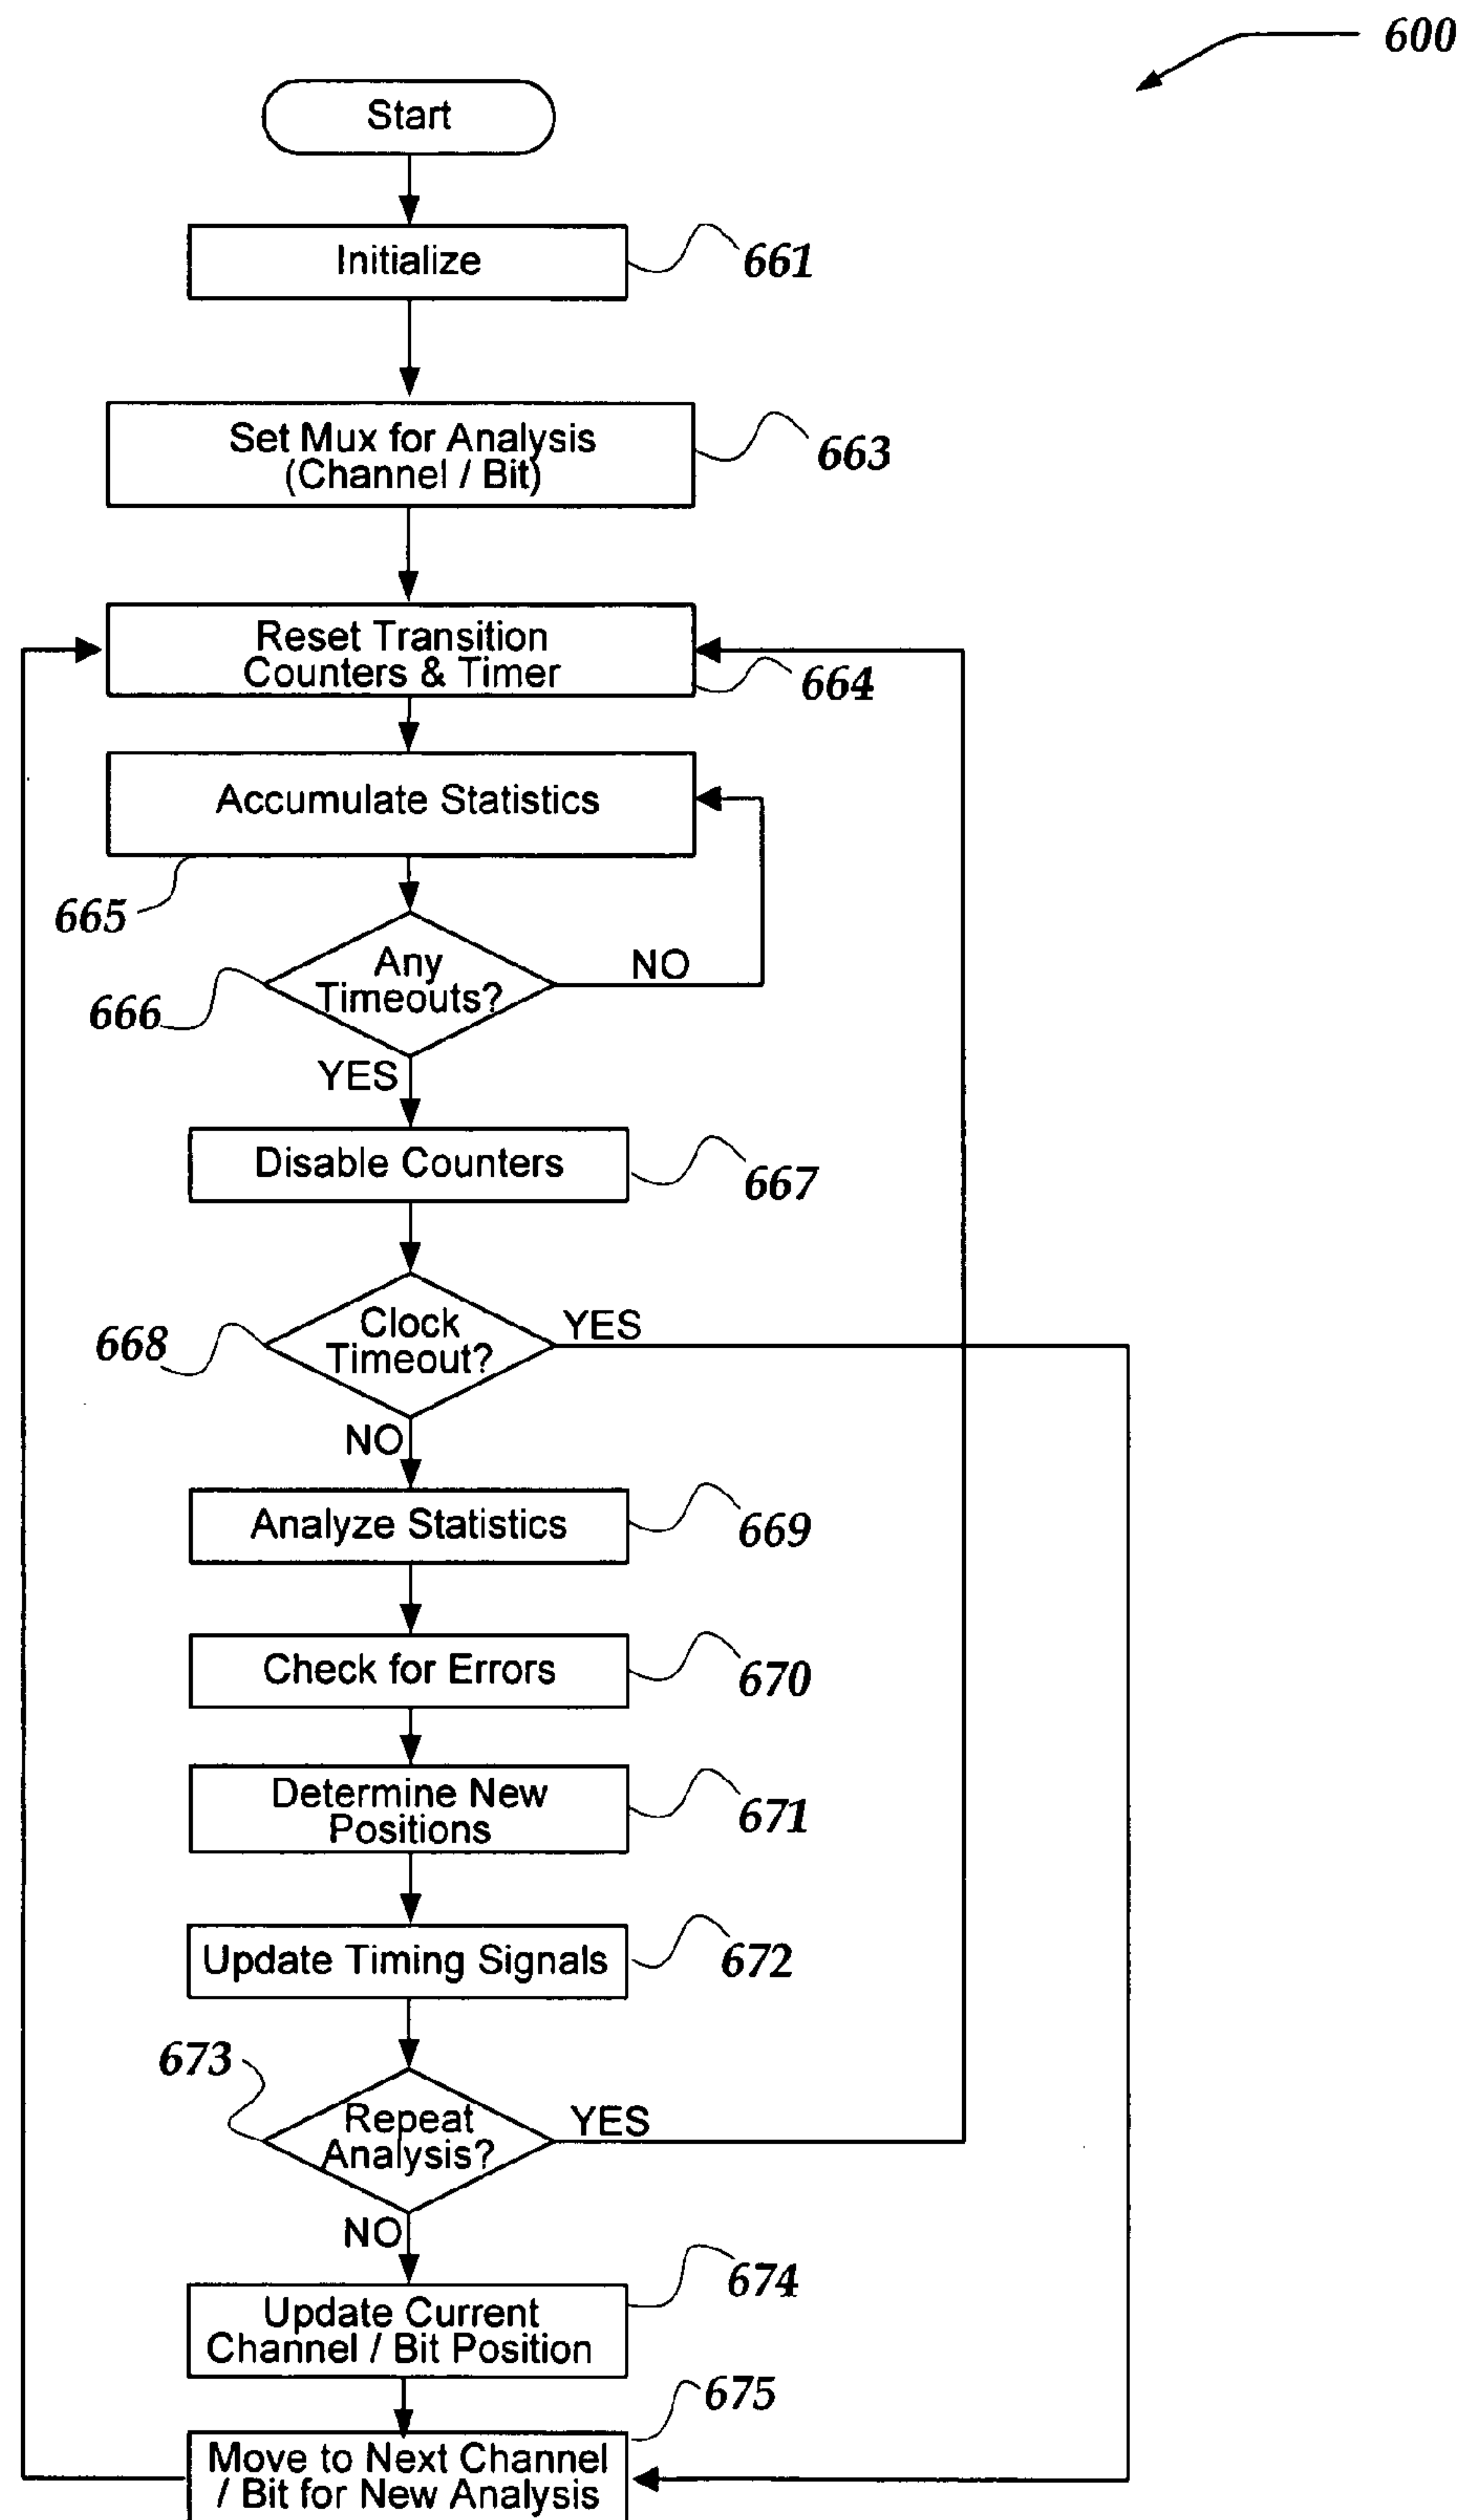 600
Start
Initialize
661
Set Mux for Analysis
(Channel / Bit)
663
Reset Transition
Counters & Timer
664
Accumulate Statistics
665
Any
Timeouts?
NO
666
YES
Disable Counters
667
Clock
Timeout?
YES
668
NO
Analyze Statistics
669
Check for Errors
670
Determine New
Positions
671
Update Timing Signals
672
673
Repeat
Analysis?
YES
NO
674
Update Current
Channel / Bit Position
675
Move to Next Channel
/ Bit for New Analysis